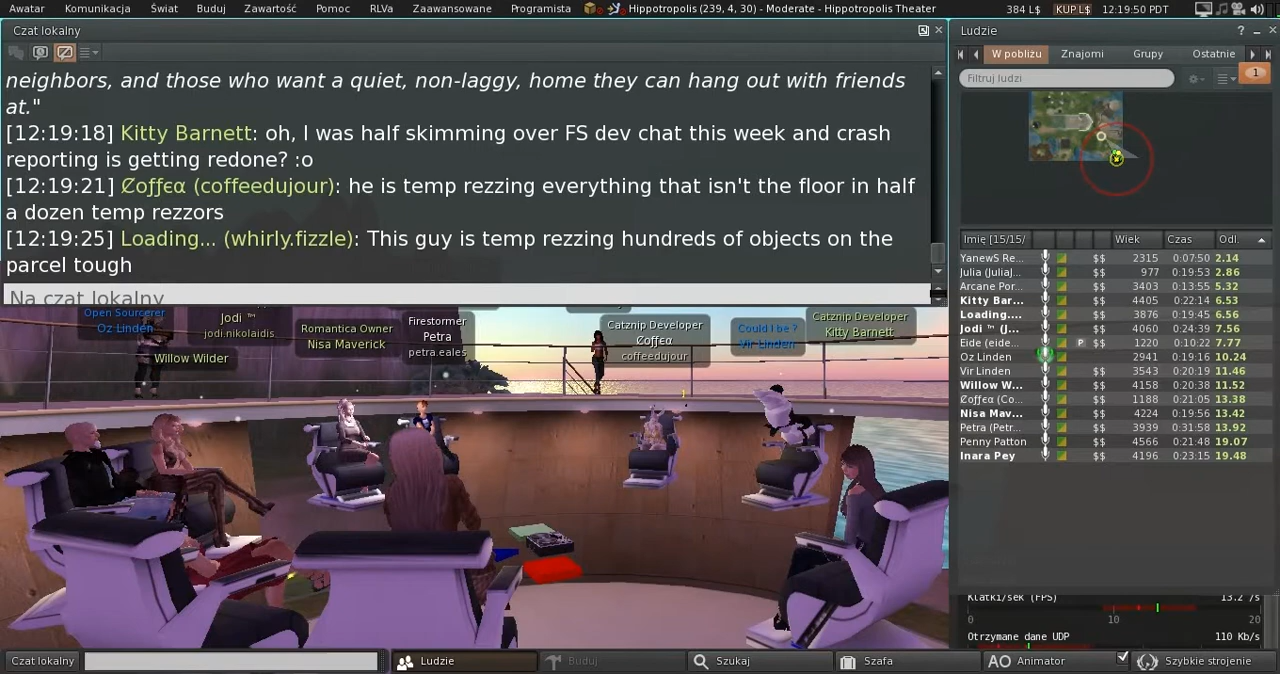 Awatar Komunikacja Świat Buduj Zawartość Pomoc RLVa Zaawansowane Programista Hippotropolis (239, 4, 30) - Moderate - Hippotropolis Theater 384 L$ KUP L$ 12:19:50 PDT
Czat lokalny
neighbors, and those who want a quiet, non-laggy, home they can hang out with friends
at."
[12:19:18] Kitty Barnett: oh, I was half skimming over FS dev chat this week and crash
reporting is getting redone? :o
[12:19:21] Ȼoƒƒєα (coffeedujour): he is temp rezzing everything that isn't the floor in half
a dozen temp rezzors
[12:19:25] Loading... (whirly.fizzle): This guy is temp rezzing hundreds of objects on the
parcel tough
Na czat lokalny
Open Sourcerer
Oz Linden
Jodi ™
jodi.nikolaidis
Willow Wilder
Romantica Owner
Nisa Maverick
Firestormer
Petra
petra.eales
Catznip Developer
Ȼoƒƒєα
coffeedujour
Could I be ?
Vir Linden
Catznip Developer
Kitty Barnett
Ludzie
W pobliżu Znajomi Grupy Ostatnie
Filtruj ludzi
1
Imię [15/15/ Wiek Czas Odl.
YanewS Re... $$ 2315 0:07:50 2.14
Julia (JuliaJ... $$ 977 0:19:53 2.86
Arcane Por... $$ 3403 0:13:55 5.32
Kitty Bar... $$ 4405 0:22:14 6.53
Loading.... $$ 3876 0:19:45 6.56
Jodi ™ (J... $$ 4060 0:24:39 7.56
Eide (eide... P $$ 1220 0:10:22 7.77
Oz Linden 2941 0:19:16 10.24
Vir Linden $$ 3543 0:20:19 11.46
Willow W... $$ 4158 0:20:38 11.52
Ȼoƒƒєα (Co... $$ 1188 0:21:05 13.38
Nisa Mav... $$ 4224 0:19:56 13.42
Petra (Petr... $$ 3939 0:31:58 13.92
Penny Patton $$ 4566 0:21:48 19.07
Inara Pey $$ 4196 0:23:15 19.48
Klatki/sek (FPS) 13.2 /s
0 10 20
Otrzymane dane UDP 110 Kb/s
Czat lokalny Ludzie Buduj Szukaj Szafa AO Animator Szybkie strojenie